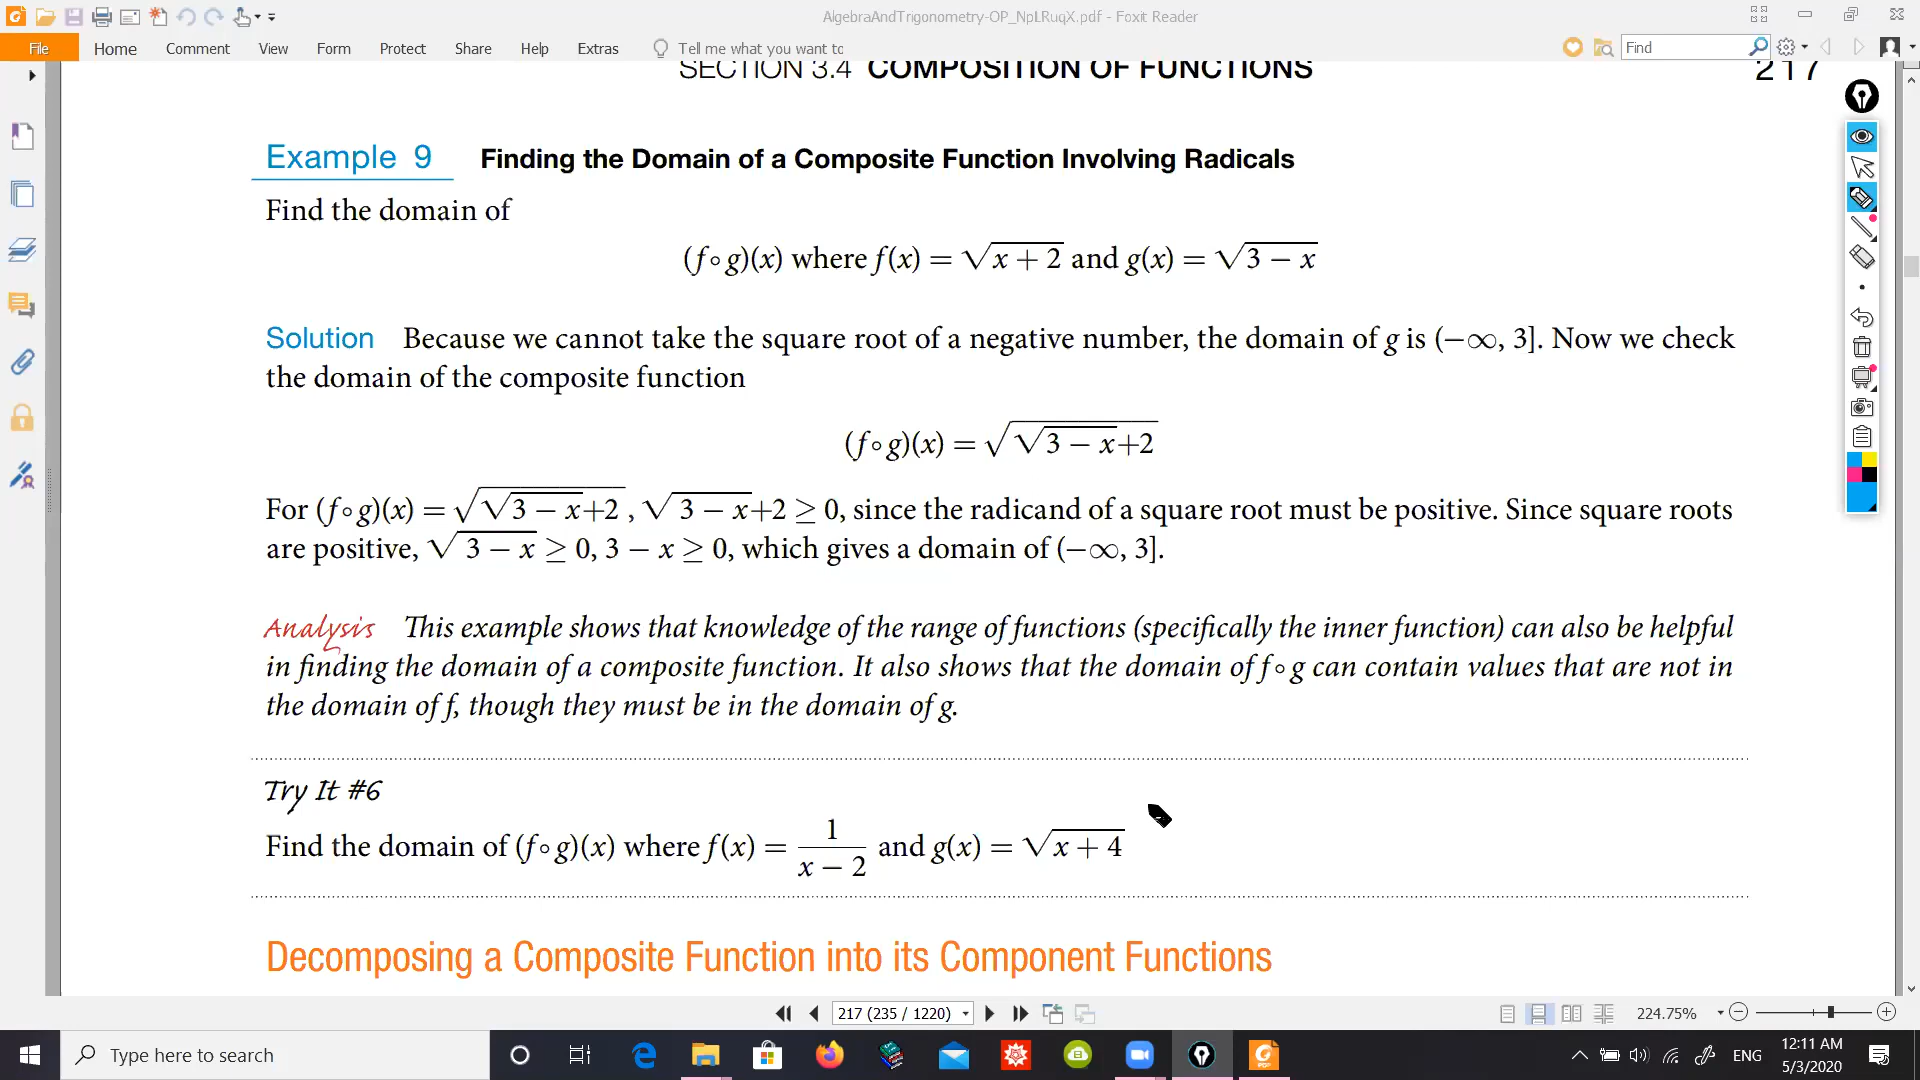 AlgebraAndTrigonometry-OP_NpLRuqX.pdf - Foxit Reader
File Home Comment View Form Protect Share Help Extras Tell me what you want to Find
SECTION 3.4 COMPOSITION OF FUNCTIONS 217
Example 9 Finding the Domain of a Composite Function Involving Radicals
Find the domain of
(f∘g)(x) where f(x) = √(x + 2) and g(x) = √(3 − x)
Solution Because we cannot take the square root of a negative number, the domain of g is (−∞, 3]. Now we check
the domain of the composite function
(f∘g)(x) = √(√(3 − x)+2)
For (f∘g)(x) = √(√(3 − x)+2), √(3 − x)+2 ≥ 0, since the radicand of a square root must be positive. Since square roots
are positive, √(3 − x) ≥ 0, 3 − x ≥ 0, which gives a domain of (−∞, 3].
Analysis This example shows that knowledge of the range of functions (specifically the inner function) can also be helpful
in finding the domain of a composite function. It also shows that the domain of f∘g can contain values that are not in
the domain of f, though they must be in the domain of g.
Try It #6
Find the domain of (f∘g)(x) where f(x) = 1/(x − 2) and g(x) = √(x + 4)
Decomposing a Composite Function into its Component Functions
217 (235 / 1220) 224.75%
Type here to search ENG 12:11 AM
5/3/2020